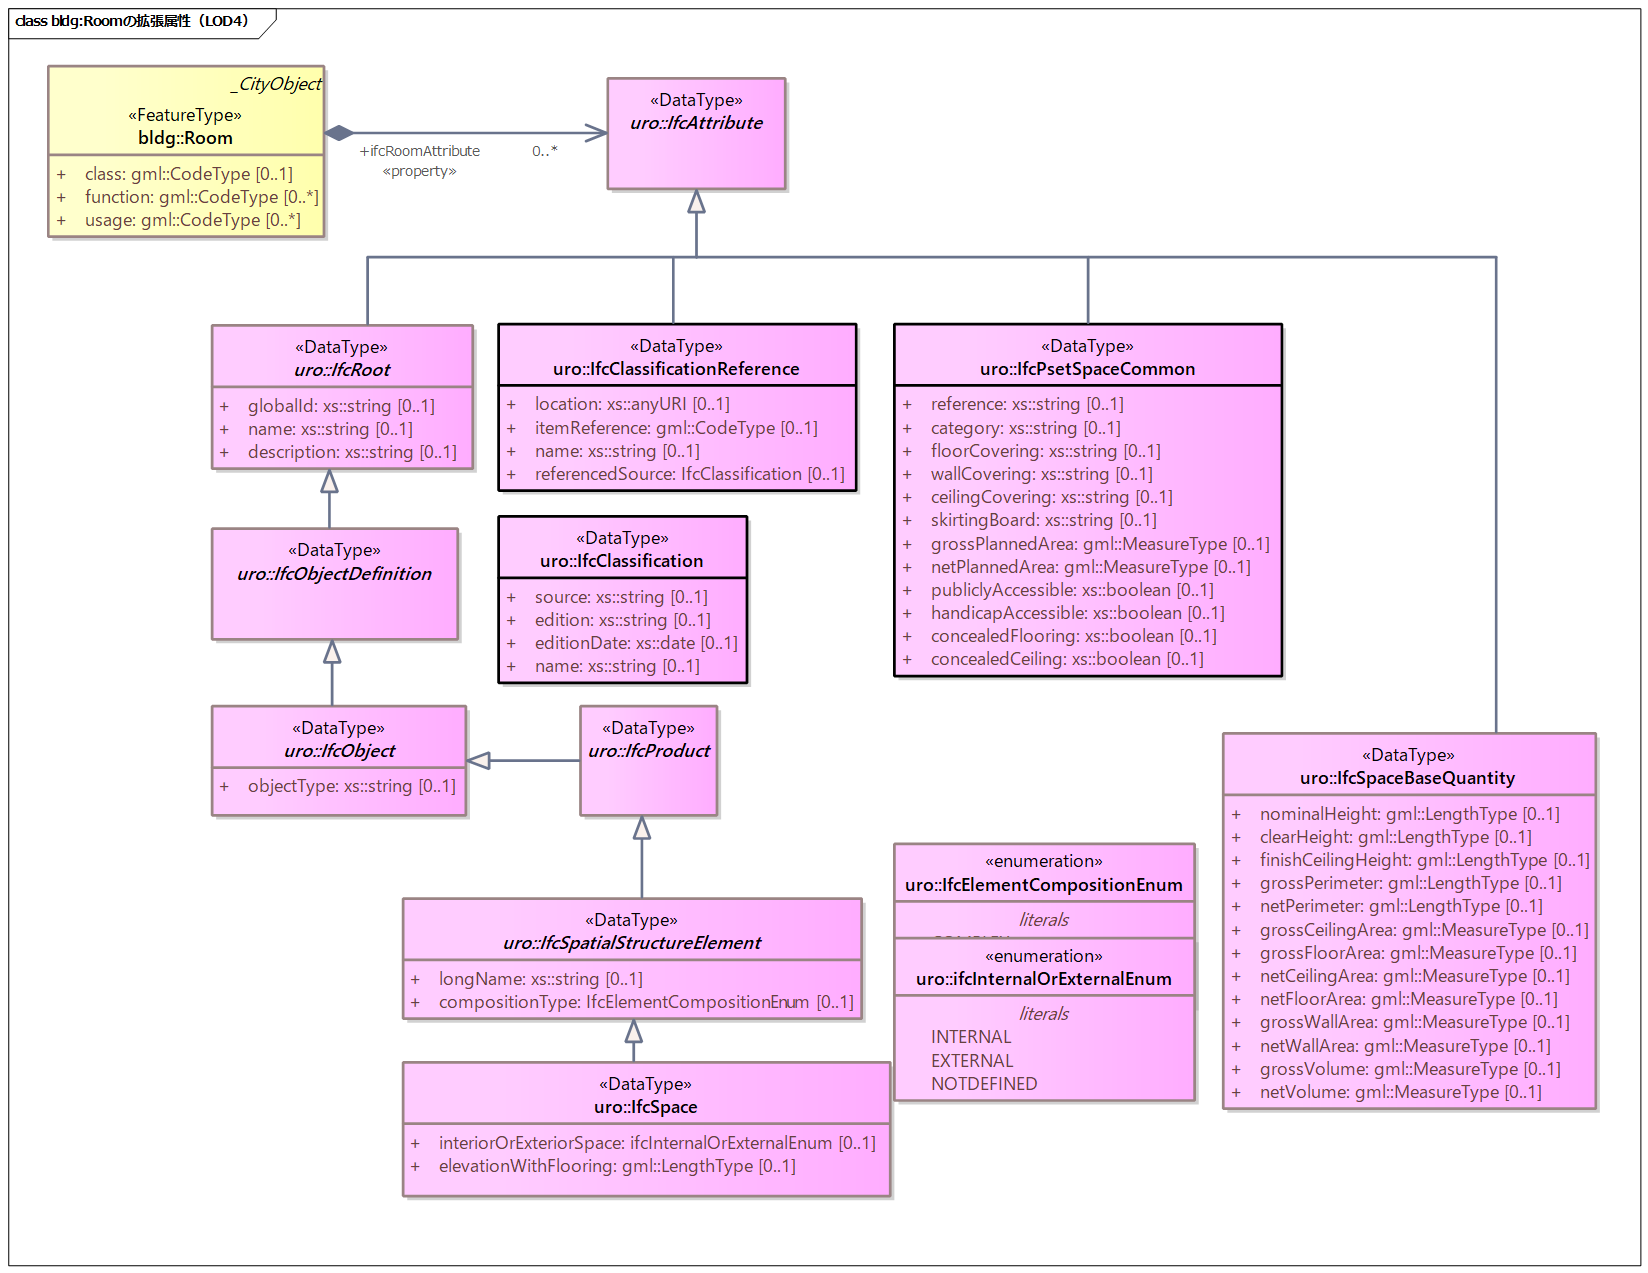 class bldg:Roomの拡張属性（LOD4）
_CityObject
«FeatureType»
bldg::Room
+ class: gml::CodeType [0..1]
+ function: gml::CodeType [0..*]
+ usage: gml::CodeType [0..*]
+ifcRoomAttribute 0..*
«property»
«DataType»
uro::IfcAttribute
«DataType»
uro::IfcRoot
+ globalId: xs::string [0..1]
+ name: xs::string [0..1]
+ description: xs::string [0..1]
«DataType»
uro::IfcClassificationReference
+ location: xs::anyURI [0..1]
+ itemReference: gml::CodeType [0..1]
+ name: xs::string [0..1]
+ referencedSource: IfcClassification [0..1]
«DataType»
uro::IfcPsetSpaceCommon
+ reference: xs::string [0..1]
+ category: xs::string [0..1]
+ floorCovering: xs::string [0..1]
+ wallCovering: xs::string [0..1]
+ ceilingCovering: xs::string [0..1]
+ skirtingBoard: xs::string [0..1]
+ grossPlannedArea: gml::MeasureType [0..1]
+ netPlannedArea: gml::MeasureType [0..1]
+ publiclyAccessible: xs::boolean [0..1]
+ handicapAccessible: xs::boolean [0..1]
+ concealedFlooring: xs::boolean [0..1]
+ concealedCeiling: xs::boolean [0..1]
«DataType»
uro::IfcObjectDefinition
«DataType»
uro::IfcClassification
+ source: xs::string [0..1]
+ edition: xs::string [0..1]
+ editionDate: xs::date [0..1]
+ name: xs::string [0..1]
«DataType»
uro::IfcObject
+ objectType: xs::string [0..1]
«DataType»
uro::IfcProduct
«DataType»
uro::IfcSpaceBaseQuantity
+ nominalHeight: gml::LengthType [0..1]
+ clearHeight: gml::LengthType [0..1]
+ finishCeilingHeight: gml::LengthType [0..1]
+ grossPerimeter: gml::LengthType [0..1]
+ netPerimeter: gml::LengthType [0..1]
+ grossCeilingArea: gml::MeasureType [0..1]
+ grossFloorArea: gml::MeasureType [0..1]
+ netCeilingArea: gml::MeasureType [0..1]
+ netFloorArea: gml::MeasureType [0..1]
+ grossWallArea: gml::MeasureType [0..1]
+ netWallArea: gml::MeasureType [0..1]
+ grossVolume: gml::MeasureType [0..1]
+ netVolume: gml::MeasureType [0..1]
«DataType»
uro::IfcSpatialStructureElement
+ longName: xs::string [0..1]
+ compositionType: IfcElementCompositionEnum [0..1]
«enumeration»
uro::IfcElementCompositionEnum
literals
«enumeration»
uro::ifcInternalOrExternalEnum
literals
INTERNAL
EXTERNAL
NOTDEFINED
«DataType»
uro::IfcSpace
+ interiorOrExteriorSpace: ifcInternalOrExternalEnum [0..1]
+ elevationWithFlooring: gml::LengthType [0..1]